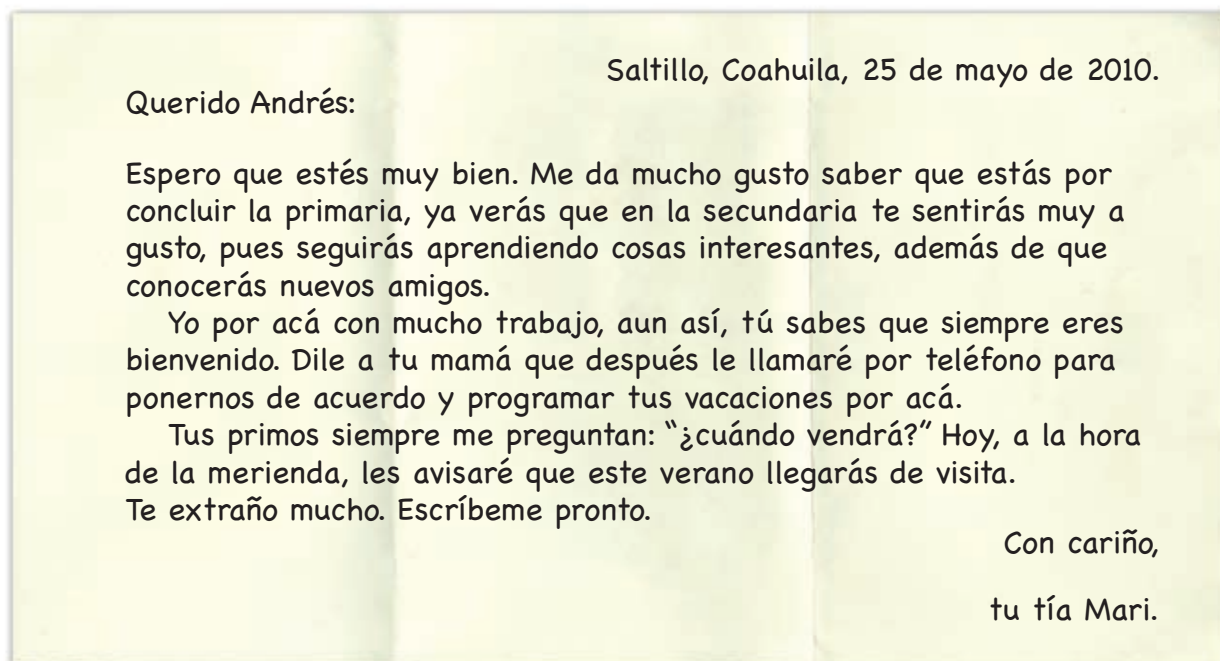 Saltillo, Coahuila, 25 de mayo de 2010.
Querido Andrés:
Espero que estés muy bien. Me da mucho gusto saber que estás por
concluir la primaria, ya verás que en la secundaria te sentirás muy a
gusto, pues seguirás aprendiendo cosas interesantes, además de que
conocerás nuevos amigos.
Yo por acá con mucho trabajo, aun así, tú sabes que siempre eres
bienvenido. Dile a tu mamá que después le llamaré por teléfono para
ponernos de acuerdo y programar tus vacaciones por acá.
Tus primos siempre me preguntan: “¿cuándo vendrá?” Hoy, a la hora
de la merienda, les avisaré que este verano llegarás de visita.
Te extraño mucho. Escríbeme pronto.
Con cariño,
tu tía Mari.